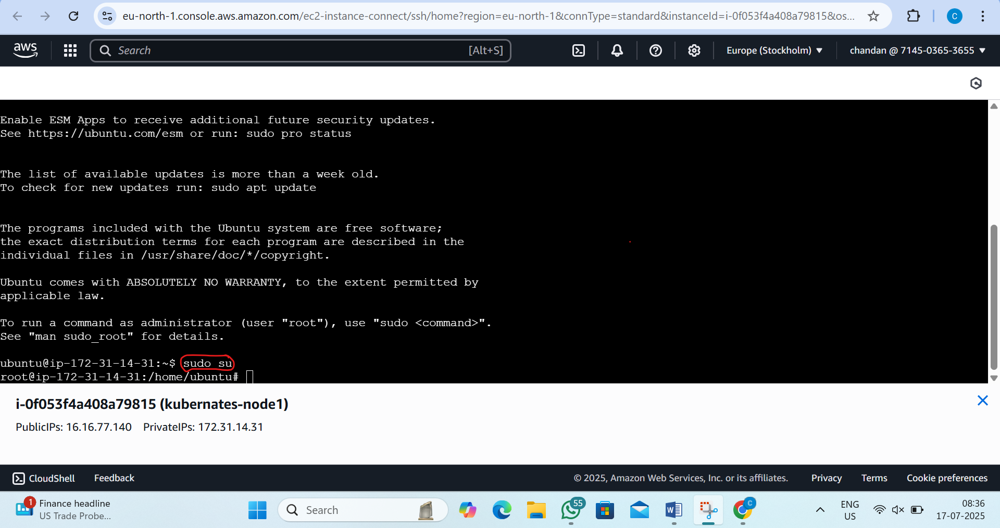 eu-north-1.console.aws.amazon.com/ec2-instance-connect/ssh/home?region=eu-north-1&connType=standard&instanceId=i-0f053f4a408a79815&os...
C
aws
Search
[Alt+S]
Europe (Stockholm)
chandan @ 7145-0365-3655
Enable ESM Apps to receive additional future security updates.
See https://ubuntu.com/esm or run: sudo pro status
The list of available updates is more than a week old.
To check for new updates run: sudo apt update
The programs included with the Ubuntu system are free software;
the exact distribution terms for each program are described in the
individual files in /usr/share/doc/*/copyright.
Ubuntu comes with ABSOLUTELY NO WARRANTY, to the extent permitted by
applicable law.
To run a command as administrator (user "root"), use "sudo <command>".
See "man sudo_root" for details.
ubuntu@ip-172-31-14-31:~$ sudo su
root@ip-172-31-14-31:/home/ubuntu#
i-0f053f4a408a79815 (kubernates-node1)
PublicIPs: 16.16.77.140 PrivateIPs: 172.31.14.31
CloudShell Feedback
© 2025, Amazon Web Services, Inc. or its affiliates. Privacy Terms Cookie preferences
1
Finance headline
US Trade Probe...
Search
55
W
C
ENG
US
08:36
17-07-2025